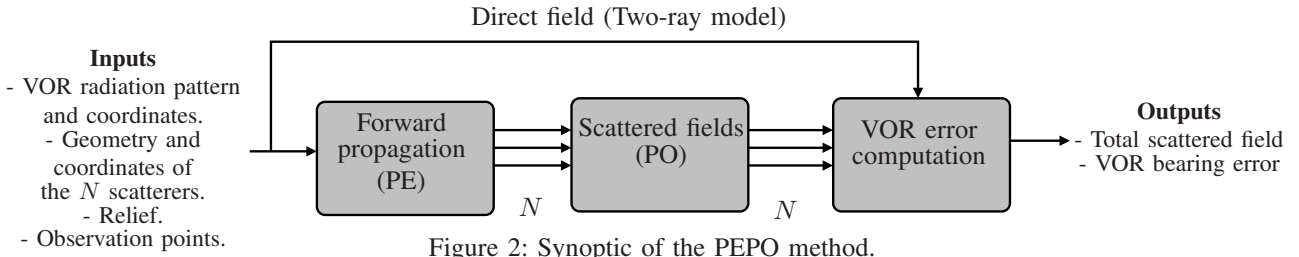 Direct field (Two-ray model)
Inputs
- VOR radiation pattern
and coordinates.
- Geometry and
coordinates of
the N scatterers.
- Relief.
- Observation points.
Forward
propagation
(PE)
N
Scattered fields
(PO)
N
VOR error
computation
Outputs
- Total scattered field
- VOR bearing error
Figure 2: Synoptic of the PEPO method.